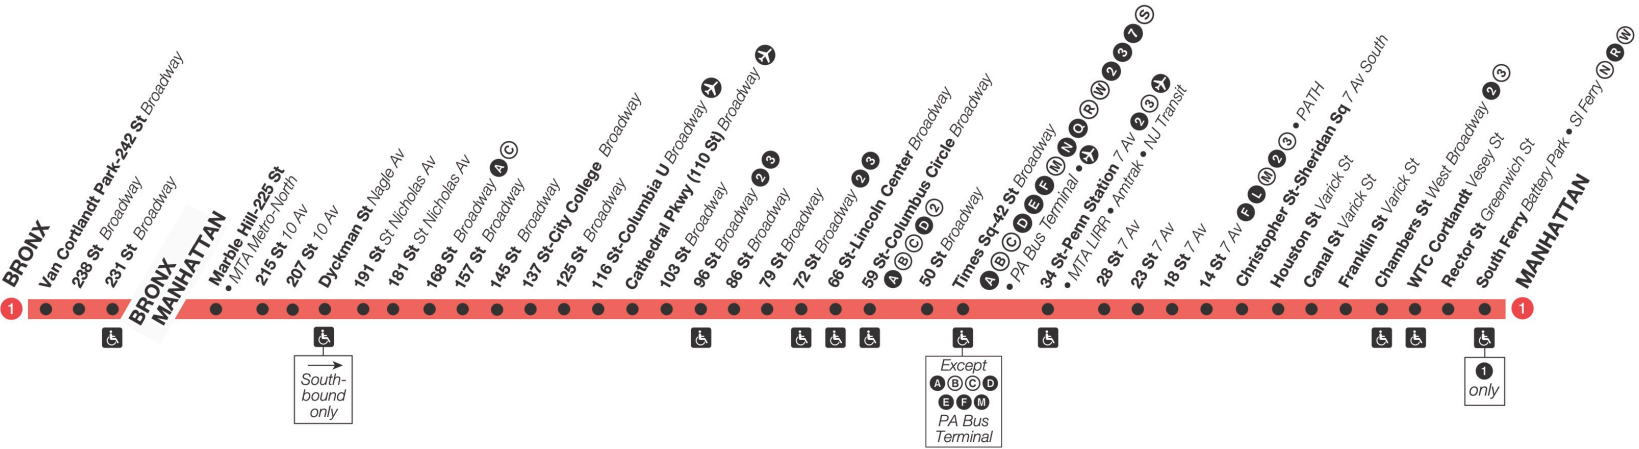 BRONX
1
Van Cortlandt Park-242 St Broadway
238 St Broadway
231 St Broadway
BRONX
MANHATTAN
Marble Hill-225 St
• MTA Metro-North
215 St 10 Av
207 St 10 Av
Dyckman St Nagle Av
South-
bound
only
191 St St Nicholas Av
181 St St Nicholas Av
168 St Broadway A C
157 St Broadway
145 St Broadway
137 St-City College Broadway
125 St Broadway
116 St-Columbia U Broadway
Cathedral Pkwy (110 St) Broadway
103 St Broadway
96 St Broadway 2 3
86 St Broadway
79 St Broadway
72 St Broadway 2 3
66 St-Lincoln Center Broadway
59 St-Columbus Circle Broadway
A B C D 2
50 St Broadway
Times Sq-42 St Broadway
A B C D E F M N Q R W 2 3 7 S
• PA Bus Terminal •
Except
A B C D
E F M
PA Bus
Terminal
34 St-Penn Station 7 Av 2 3
• MTA LIRR • Amtrak • NJ Transit
28 St 7 Av
23 St 7 Av
18 St 7 Av
14 St 7 Av F L M 2 3 • PATH
Christopher St-Sheridan Sq 7 Av South
Houston St Varick St
Canal St Varick St
Franklin St Varick St
Chambers St West Broadway 2 3
WTC Cortlandt Vesey St
Rector St Greenwich St
South Ferry Battery Park • SI Ferry N R W
1
only
MANHATTAN
1